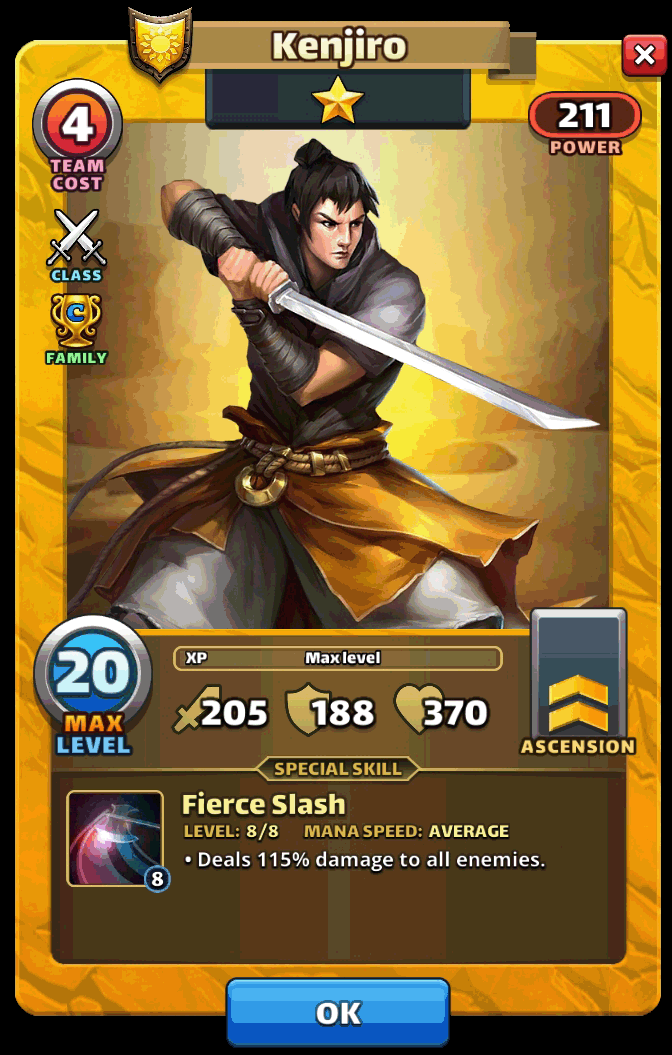 Kenjiro
4
TEAM
COST
211
POWER
CLASS
C
FAMILY
20
MAX
LEVEL
XP Max level
205 188 370
ASCENSION
SPECIAL SKILL
Fierce Slash
LEVEL: 8/8 MANA SPEED: AVERAGE
• Deals 115% damage to all enemies.
8
OK